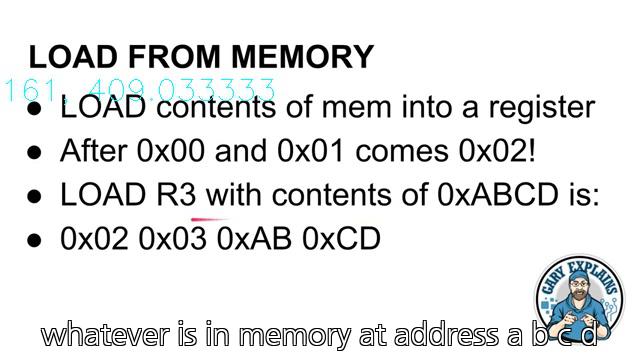 LOAD FROM MEMORY
161, 409.033333
● LOAD contents of mem into a register
● After 0x00 and 0x01 comes 0x02!
● LOAD R3 with contents of 0xABCD is:
● 0x02 0x03 0xAB 0xCD
GARY EXPLAINS
whatever is in memory at address a b c d